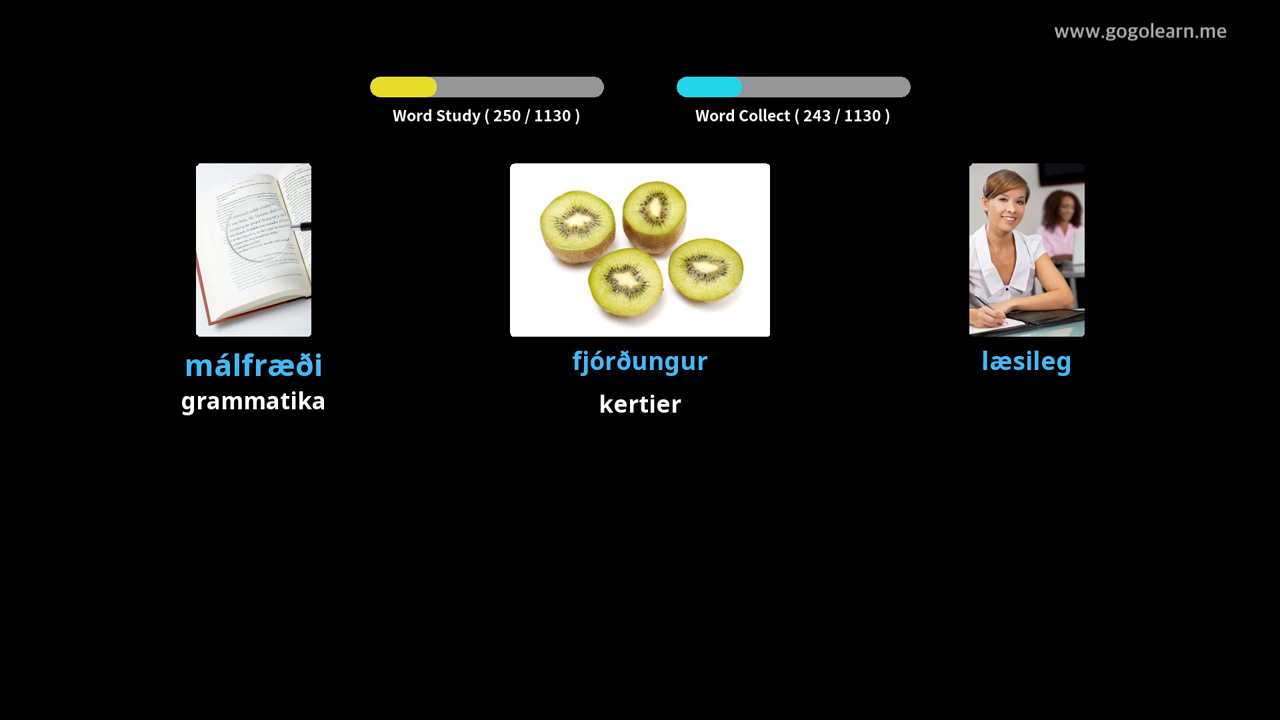 www.gogolearn.me
Word Study ( 250 / 1130 )
Word Collect ( 243 / 1130 )
málfræði
grammatika
fjórðungur
kertier
læsileg